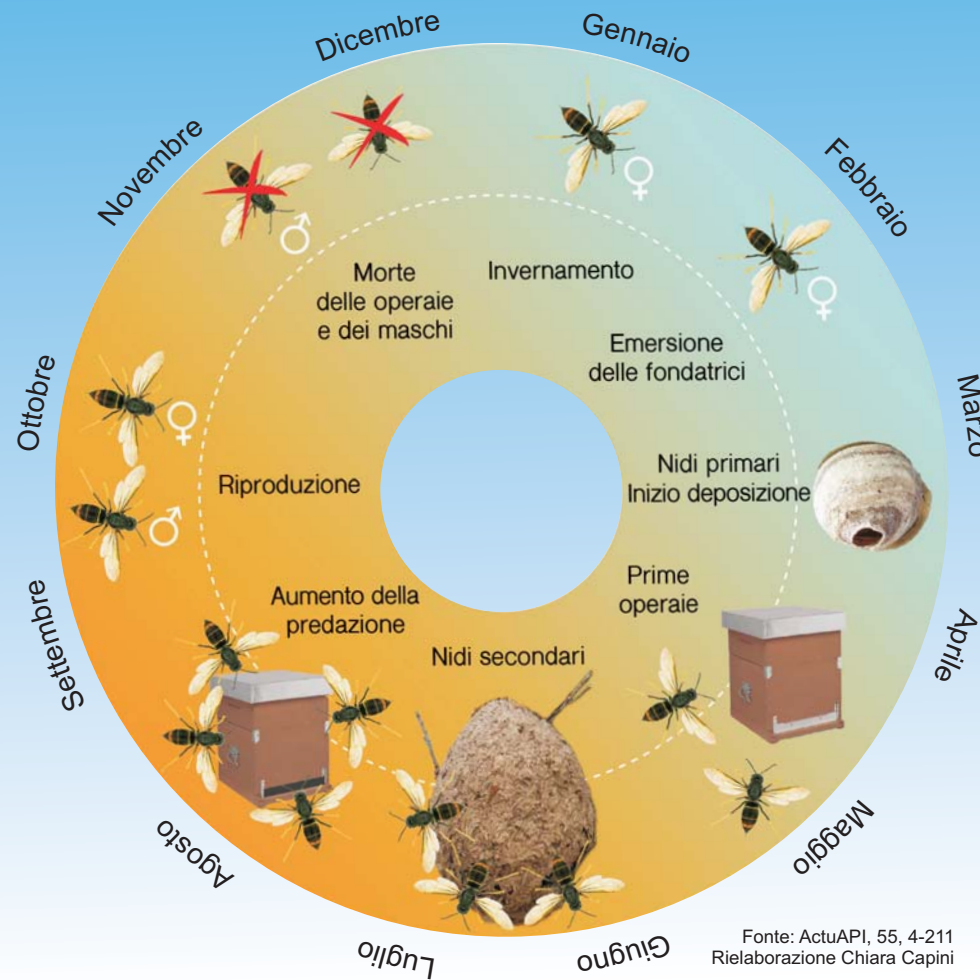 Dicembre
Gennaio
Febbraio
Marzo
Aprile
Maggio
Giugno
Luglio
Agosto
Settembre
Ottobre
Novembre
Morte
delle operaie
e dei maschi
Invernamento
Emersione
delle fondatrici
Nidi primari
Inizio deposizione
Prime
operaie
Nidi secondari
Aumento della
predazione
Riproduzione
Fonte: ActuAPI, 55, 4-211
Rielaborazione Chiara Capini